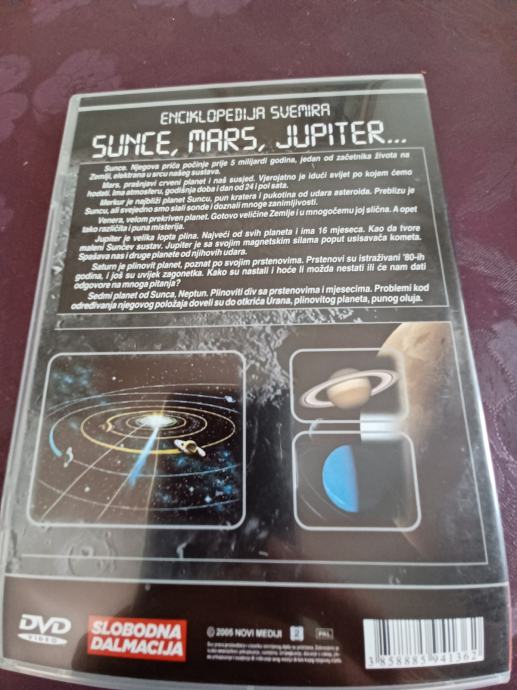 ENCIKLOPEDIJA SVEMIRA
SUNCE, MARS, JUPITER...
Sunce. Njegova priča počinje prije 5 milijardi godina, jedan od začetnika života na
Zemlji, elektrana u srcu našeg sustava.
Mars, prašnjavi crveni planet i naš susjed. Vjerojatno je idući svijet po kojem ćemo
hodati. Ima atmosferu, godišnja doba i dan od 24 i pol sata.
Merkur je najbliži planet Suncu, pun kratera i pukotina od udara asteroida. Preblizu je
Suncu, ali svejedno smo slali sonde i doznali mnoge zanimljivosti.
Venera, velom prekriven planet. Gotovo veličine Zemlje i u mnogočemu joj slična. A opet
tako različita i puna misterija.
Jupiter je velika lopta plina. Najveći od svih planeta i ima 16 mjeseca. Kao da tvore
maleni Sunčev sustav. Jupiter je sa svojim magnetskim silama poput usisavača kometa.
Spašava nas i druge planete od njihovih udara.
Saturn je plinovit planet, poznat po svojim prstenovima. Prstenovi su istraživani '80-ih
godina, i još su uvijek zagonetka. Kako su nastali i hoće li možda nestati ili će nam dati
odgovore na mnoga pitanja?
Sedmi planet od Sunca, Neptun. Plinoviti div sa prstenovima i mjesecima. Problemi kod
određivanja njegovog položaja doveli su do otkrića Urana, plinovitog planeta, punog oluja.
DVD
VIDEO
SLOBODNA
DALMACIJA
© 2005 NOVI MEDIJI 2 PAL
3 858885 941362